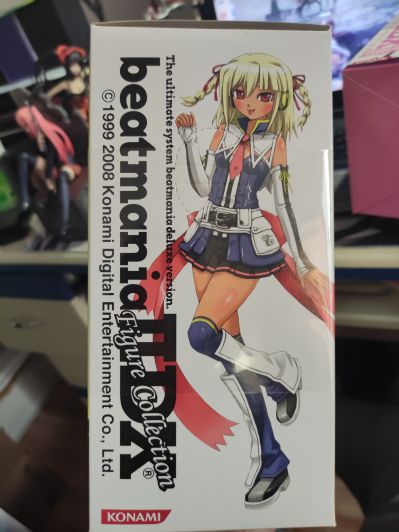 The ultimate system beatmania deluxe version.
beatmania IIDX
Figure Collection®
© 1999 2008 Konami Digital Entertainment Co., Ltd.
KONAMI